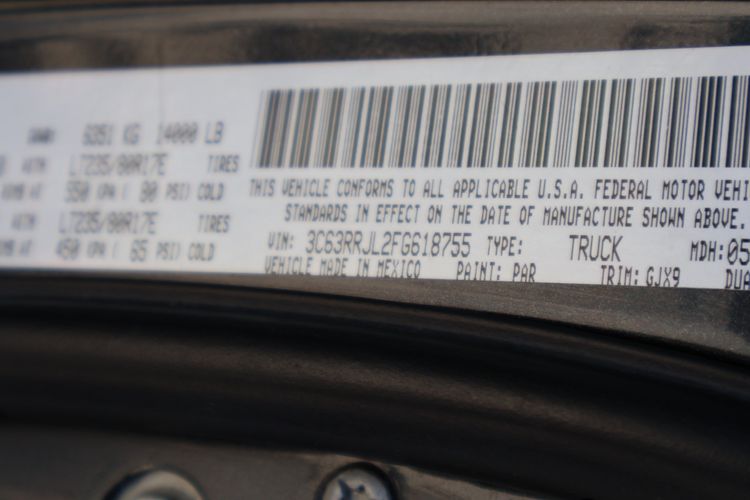 6351 KG 14000 LB
WITH LT235/80R17E TIRES
550 KPA ( 80 PSI) COLD
WITH LT235/80R17E TIRES
450 KPA ( 65 PSI) COLD
THIS VEHICLE CONFORMS TO ALL APPLICABLE U.S.A. FEDERAL MOTOR VEHI
STANDARDS IN EFFECT ON THE DATE OF MANUFACTURE SHOWN ABOVE.
VIN: 3C63RRJL2FG618755 TYPE: TRUCK MDH: 05
VEHICLE MADE IN MEXICO PAINT: PAR TRIM: GJX9 DUA